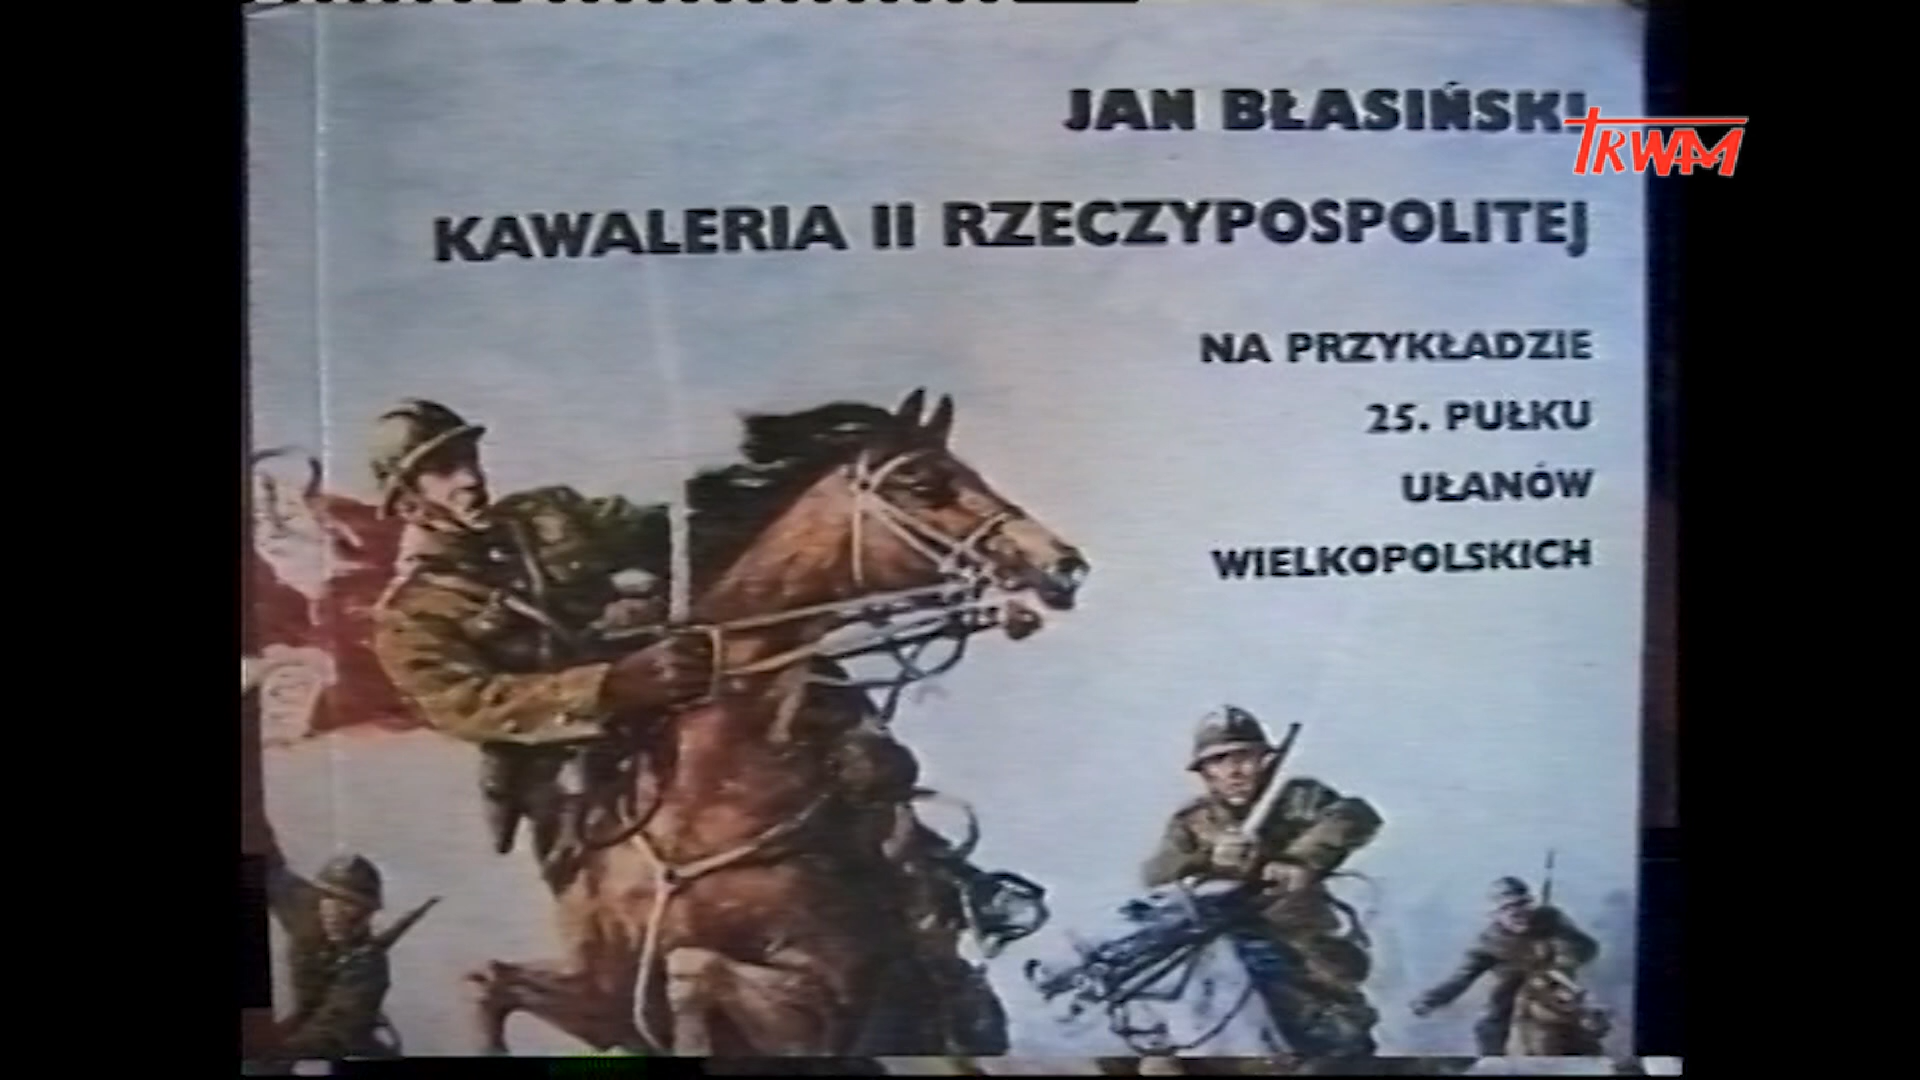 JAN BŁASIŃSKI
TRWAM
KAWALERIA II RZECZYPOSPOLITEJ
NA PRZYKŁADZIE
25. PUŁKU
UŁANÓW
WIELKOPOLSKICH